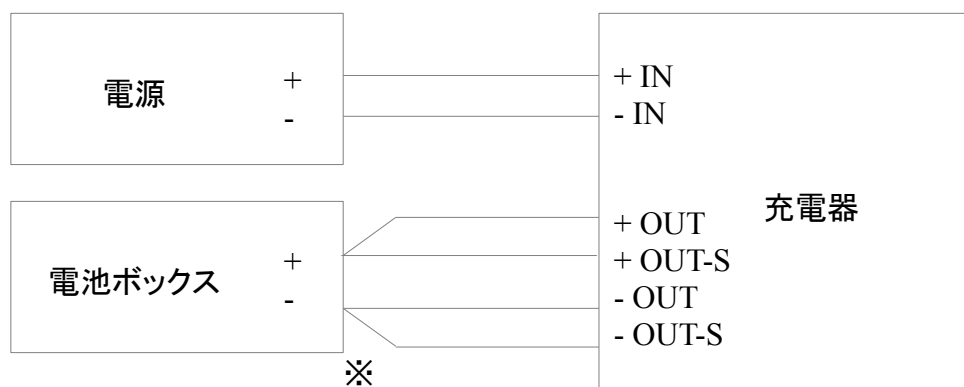 電源
+
-
+ IN
- IN
電池ボックス
+
-
充電器
+ OUT
+ OUT-S
- OUT
- OUT-S
※